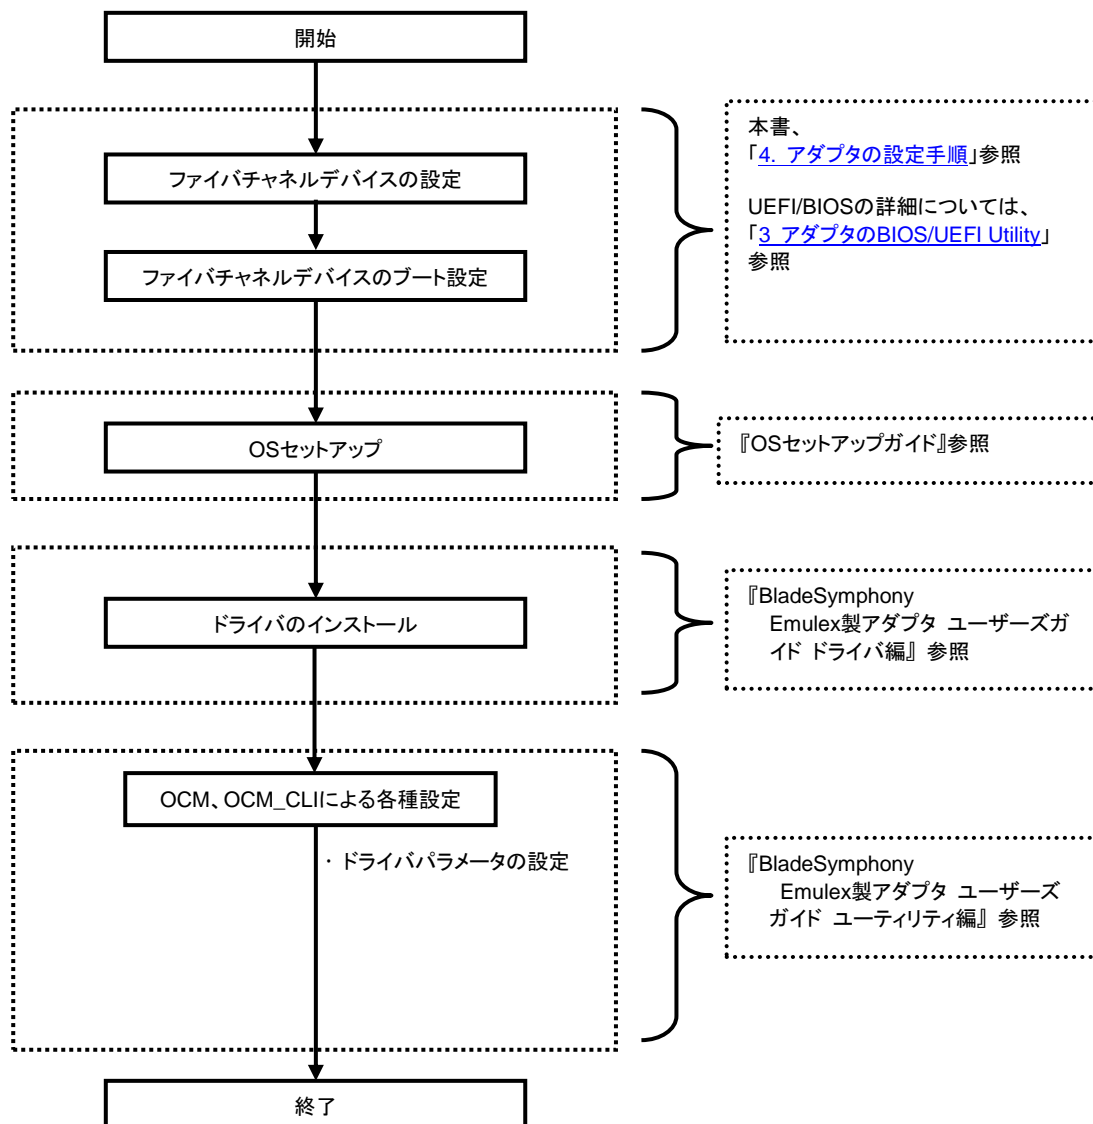 開始
ファイバチャネルデバイスの設定
ファイバチャネルデバイスのブート設定
本書、
「4. アダプタの設定手順」参照
UEFI/BIOSの詳細については、
「3 アダプタのBIOS/UEFI Utility」
参照
OSセットアップ
『OSセットアップガイド』参照
ドライバのインストール
『BladeSymphony
Emulex製アダプタ ユーザーズガ
イド ドライバ編』 参照
OCM、OCM_CLIによる各種設定
・ ドライバパラメータの設定
『BladeSymphony
Emulex製アダプタ ユーザーズ
ガイド ユーティリティ編』 参照
終了